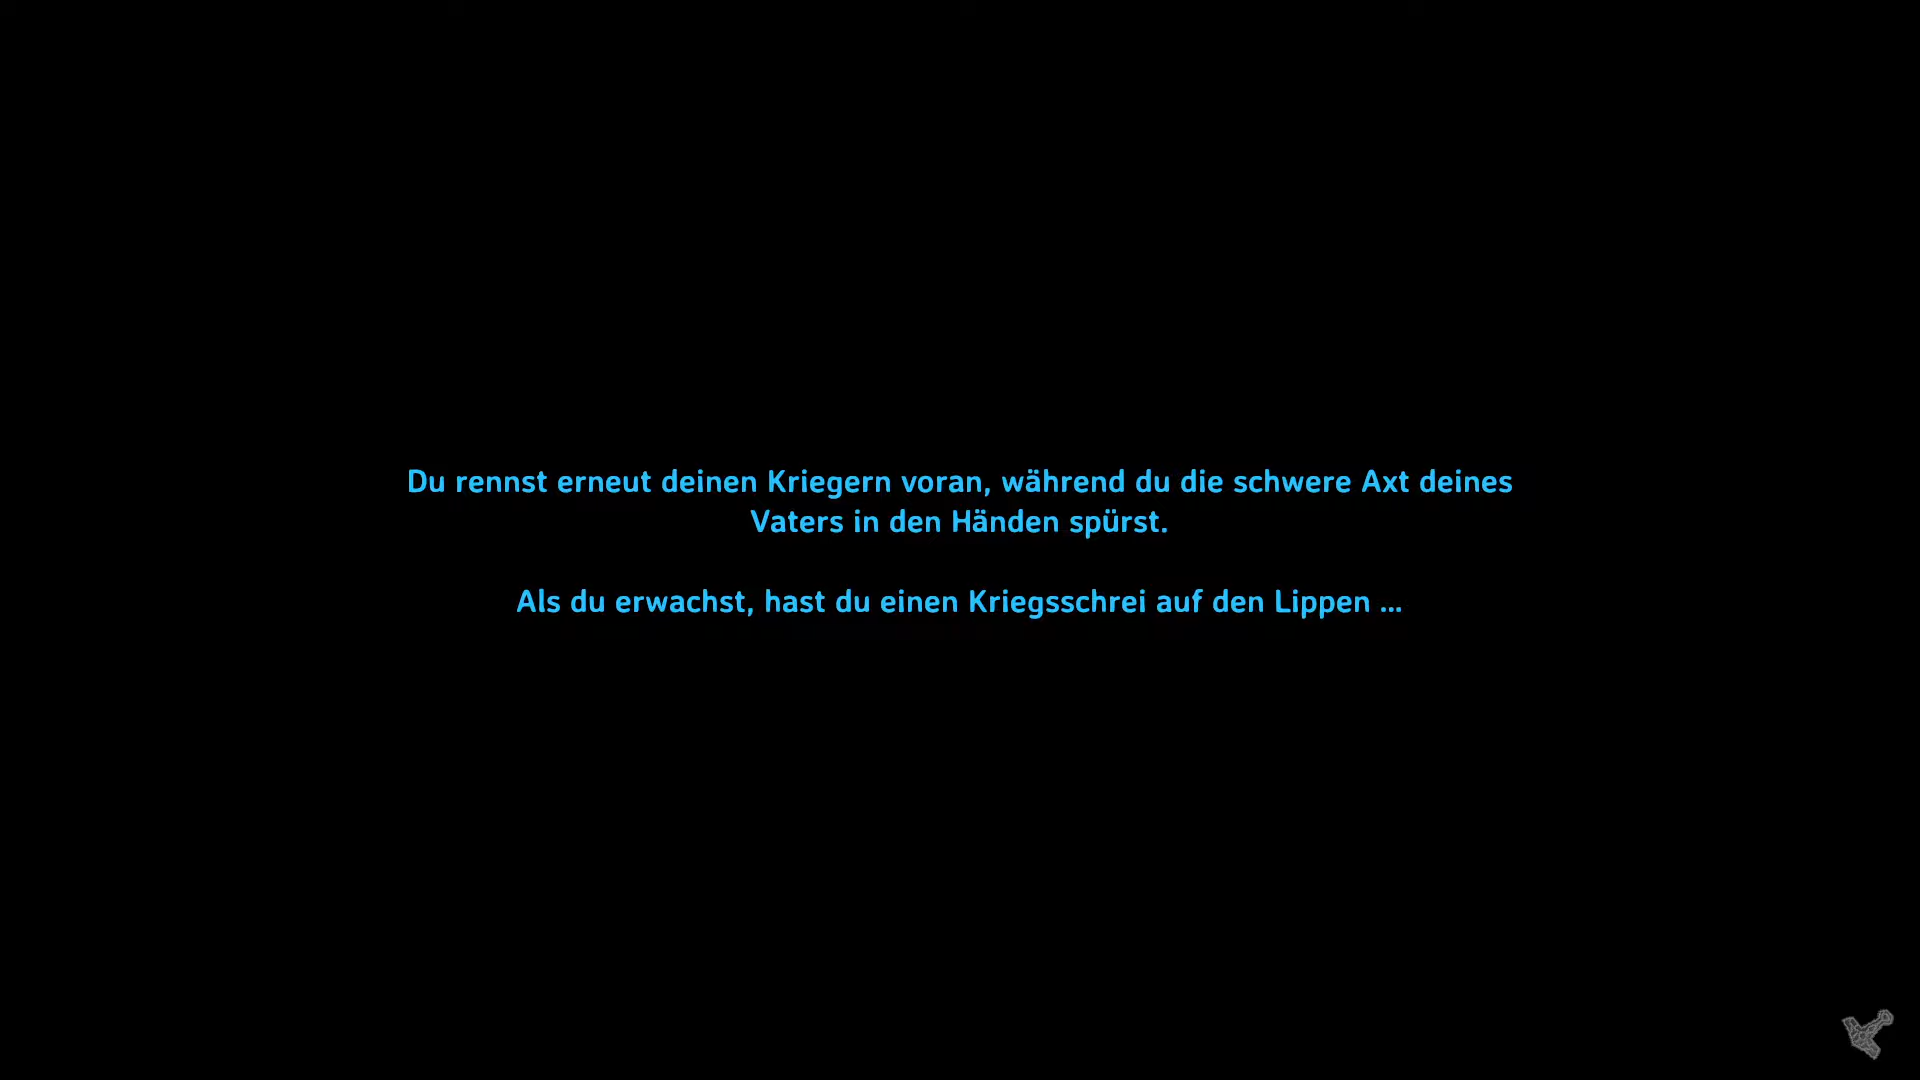 Du rennst erneut deinen Kriegern voran, während du die schwere Axt deines
Vaters in den Händen spürst.
Als du erwachst, hast du einen Kriegsschrei auf den Lippen ...